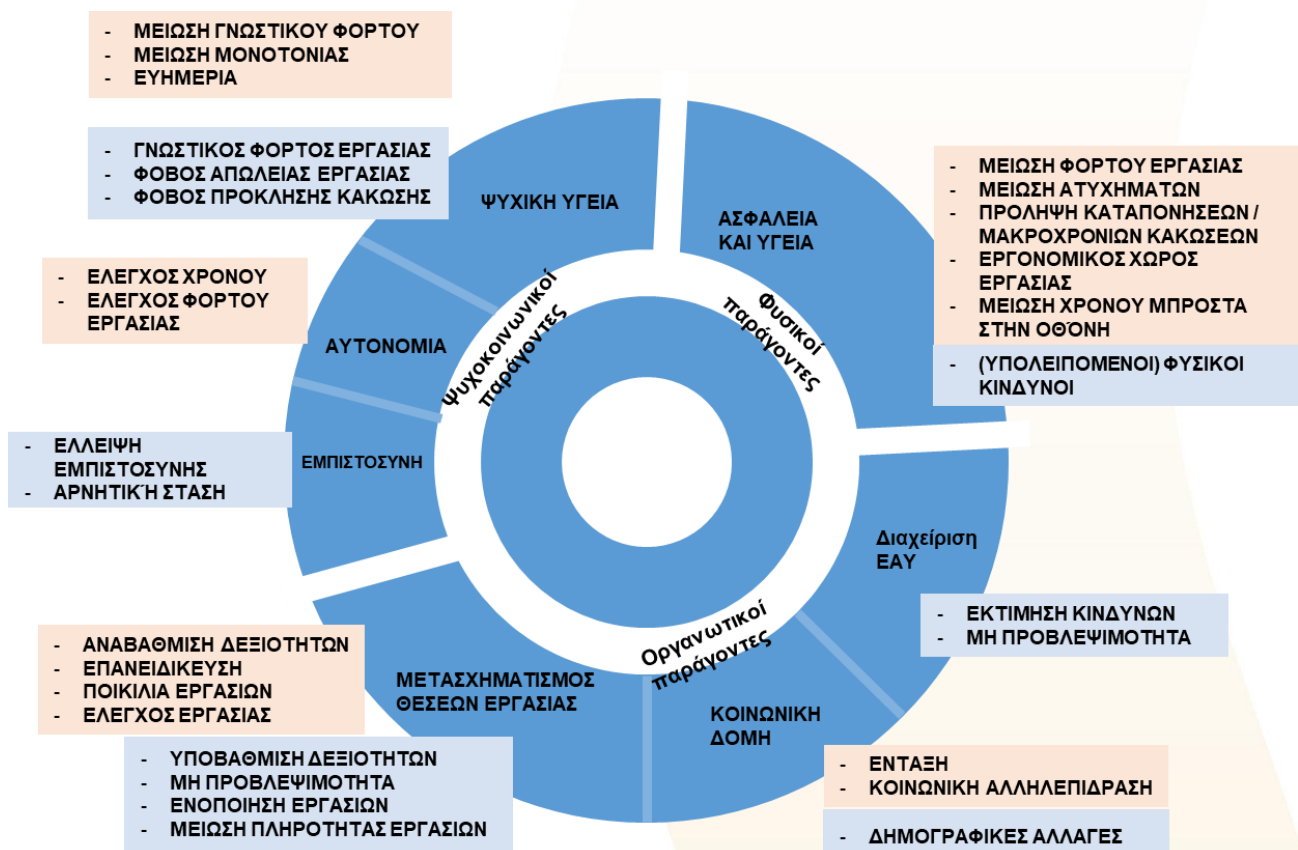 - ΜΕΙΩΣΗ ΓΝΩΣΤΙΚΟΥ ΦΟΡΤΟΥ
- ΜΕΙΩΣΗ ΜΟΝΟΤΟΝΙΑΣ
- ΕΥΗΜΕΡΙΑ
- ΓΝΩΣΤΙΚΟΣ ΦΟΡΤΟΣ ΕΡΓΑΣΙΑΣ
- ΦΟΒΟΣ ΑΠΩΛΕΙΑΣ ΕΡΓΑΣΙΑΣ
- ΦΟΒΟΣ ΠΡΟΚΛΗΣΗΣ ΚΑΚΩΣΗΣ
ΨΥΧΙΚΗ ΥΓΕΙΑ
ΑΣΦΑΛΕΙΑ
ΚΑΙ ΥΓΕΙΑ
- ΜΕΙΩΣΗ ΦΟΡΤΟΥ ΕΡΓΑΣΙΑΣ
- ΜΕΙΩΣΗ ΑΤΥΧΗΜΑΤΩΝ
- ΠΡΟΛΗΨΗ ΚΑΤΑΠΟΝΗΣΕΩΝ /
ΜΑΚΡΟΧΡΟΝΙΩΝ ΚΑΚΩΣΕΩΝ
- ΕΡΓΟΝΟΜΙΚΟΣ ΧΩΡΟΣ
ΕΡΓΑΣΙΑΣ
- ΜΕΙΩΣΗ ΧΡΟΝΟΥ ΜΠΡΟΣΤΑ
ΣΤΗΝ ΟΘΌΝΗ
- (ΥΠΟΛΕΙΠΟΜΕΝΟΙ) ΦΥΣΙΚΟΙ
ΚΙΝΔΥΝΟΙ
- ΕΛΕΓΧΟΣ ΧΡΟΝΟΥ
- ΕΛΕΓΧΟΣ ΦΟΡΤΟΥ
ΕΡΓΑΣΙΑΣ
ΑΥΤΟΝΟΜΙΑ
Ψυχοκοινωνικοί
παράγοντες
Φυσικοί
παράγοντες
- ΕΛΛΕΙΨΗ
ΕΜΠΙΣΤΟΣΥΝΗΣ
- ΑΡΝΗΤΙΚΉ ΣΤΑΣΗ
ΕΜΠΙΣΤΟΣΥΝΗ
Διαχείριση
ΕΑΥ
- ΕΚΤΙΜΗΣΗ ΚΙΝΔΥΝΩΝ
- ΜΗ ΠΡΟΒΛΕΨΙΜΟΤΗΤΑ
Οργανωτικοί
παράγοντες
- ΑΝΑΒΑΘΜΙΣΗ ΔΕΞΙΟΤΗΤΩΝ
- ΕΠΑΝΕΙΔΙΚΕΥΣΗ
- ΠΟΙΚΙΛΙΑ ΕΡΓΑΣΙΩΝ
- ΕΛΕΓΧΟΣ ΕΡΓΑΣΙΑΣ
ΜΕΤΑΣΧΗΜΑΤΙΣΜΟΣ
ΘΕΣΕΩΝ ΕΡΓΑΣΙΑΣ
ΚΟΙΝΩΝΙΚΗ
ΔΟΜΗ
- ΥΠΟΒΑΘΜΙΣΗ ΔΕΞΙΟΤΗΤΩΝ
- ΜΗ ΠΡΟΒΛΕΨΙΜΟΤΗΤΑ
- ΕΝΟΠΟΙΗΣΗ ΕΡΓΑΣΙΩΝ
- ΜΕΙΩΣΗ ΠΛΗΡΟΤΗΤΑΣ ΕΡΓΑΣΙΩΝ
- ΕΝΤΑΞΗ
- ΚΟΙΝΩΝΙΚΗ ΑΛΛΗΛΕΠΙΔΡΑΣΗ
- ΔΗΜΟΓΡΑΦΙΚΕΣ ΑΛΛΑΓΕΣ